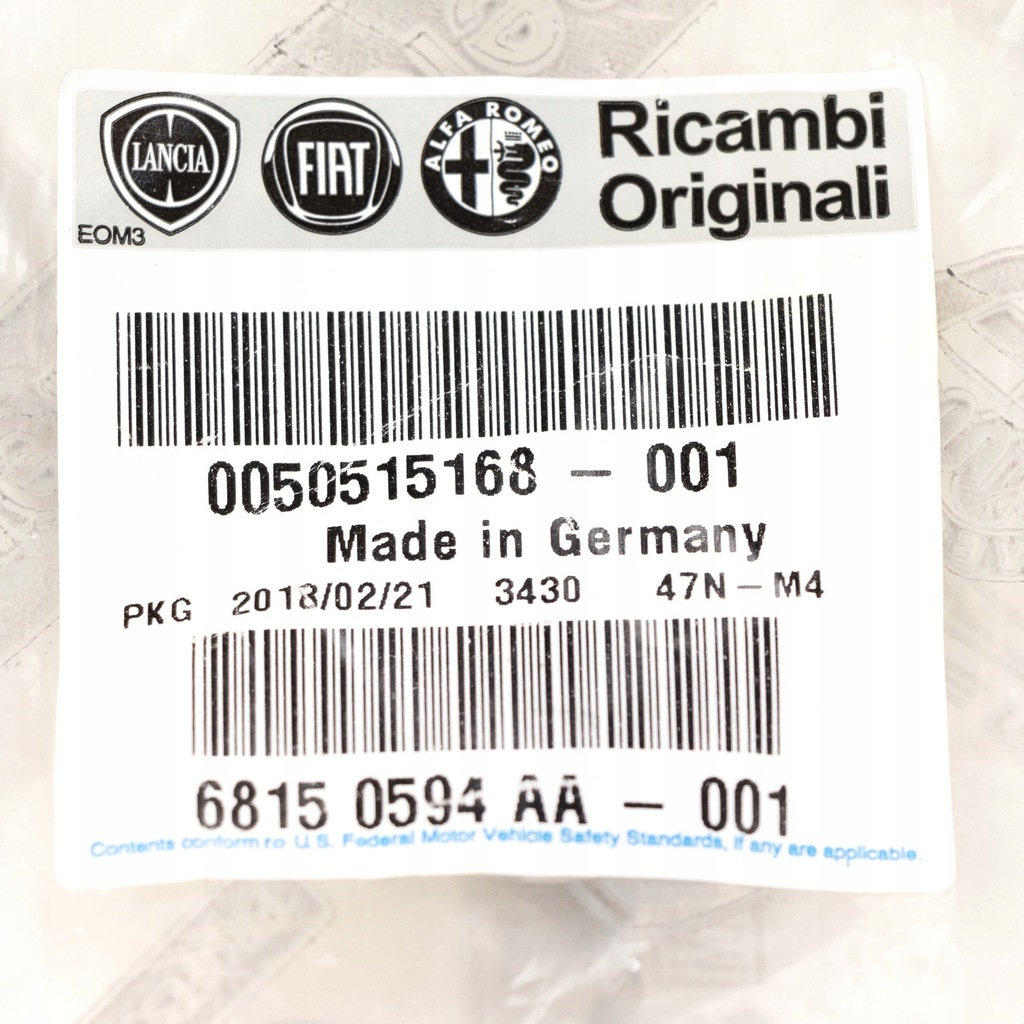 LANCIA
FIAT
ALFA ROMEO
Ricambi
Originali
EOM3
0050515168 - 001
Made in Germany
PKG 2018/02/21 3430 47N-M4
6815 0594 AA - 001
Contents conform to U.S. Federal Motor Vehicle Safety Standards, if any are applicable.